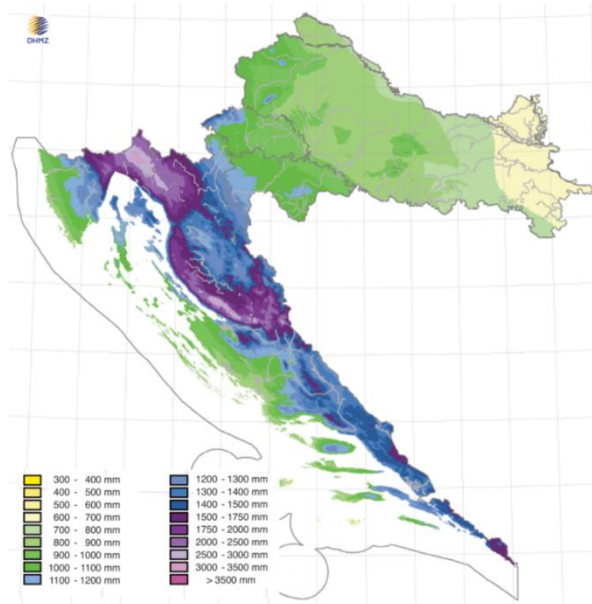 DHMZ
300 - 400 mm
400 - 500 mm
500 - 600 mm
600 - 700 mm
700 - 800 mm
800 - 900 mm
900 - 1000 mm
1000 - 1100 mm
1100 - 1200 mm
1200 - 1300 mm
1300 - 1400 mm
1400 - 1500 mm
1500 - 1750 mm
1750 - 2000 mm
2000 - 2500 mm
2500 - 3000 mm
3000 - 3500 mm
> 3500 mm